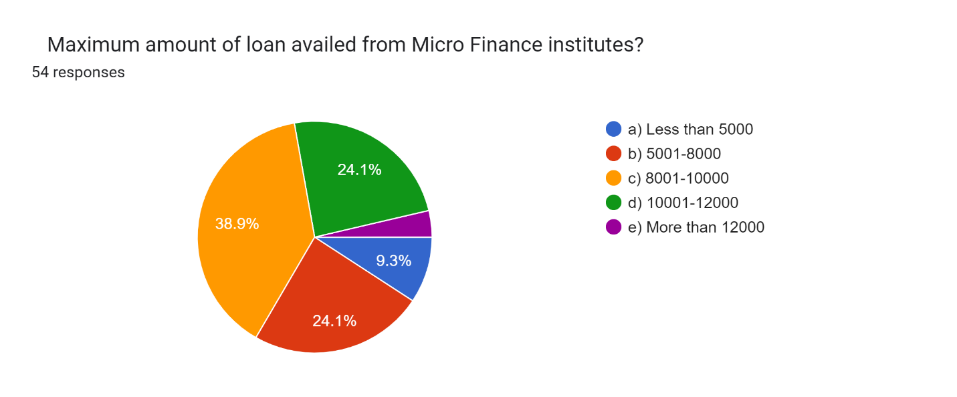 Maximum amount of loan availed from Micro Finance institutes?
54 responses
24.1%
38.9%
9.3%
24.1%
a) Less than 5000
b) 5001-8000
c) 8001-10000
d) 10001-12000
e) More than 12000